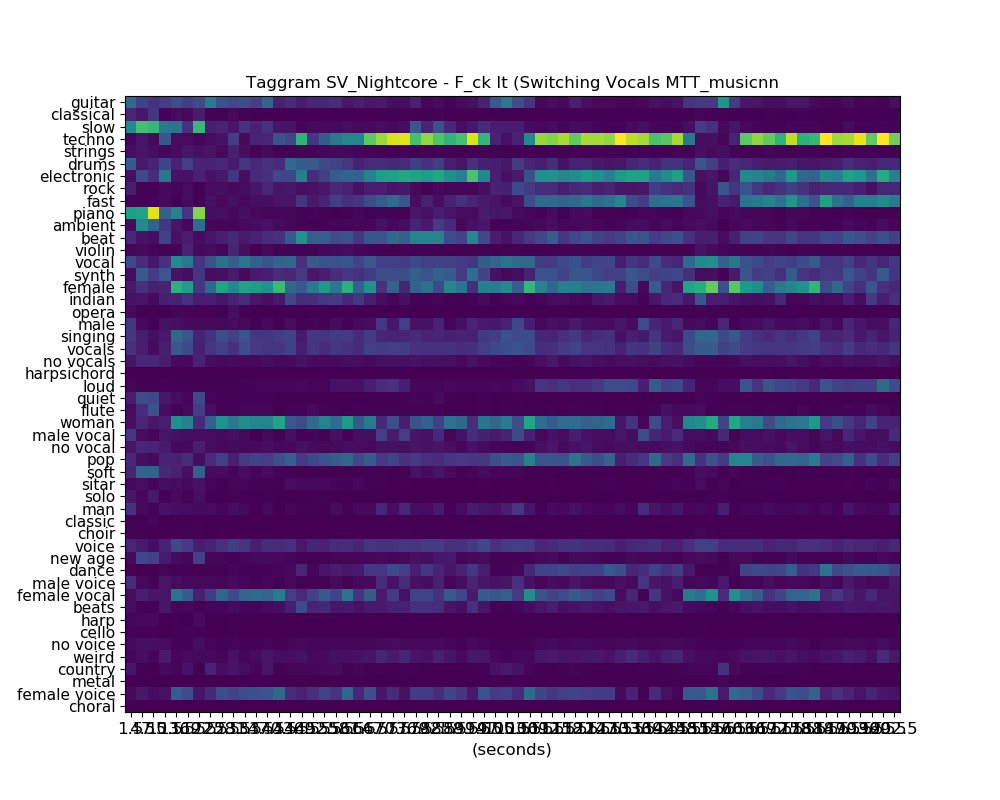 Taggram SV_Nightcore - F_ck It (Switching Vocals MTT_musicnn
guitar
classical
slow
techno
strings
drums
electronic
rock
fast
piano
ambient
beat
violin
vocal
synth
female
indian
opera
male
singing
vocals
no vocals
harpsichord
loud
quiet
flute
woman
male vocal
no vocal
pop
soft
sitar
solo
man
classic
choir
voice
new age
dance
male voice
female vocal
beats
harp
cello
no voice
weird
country
metal
female voice
choral
(seconds)